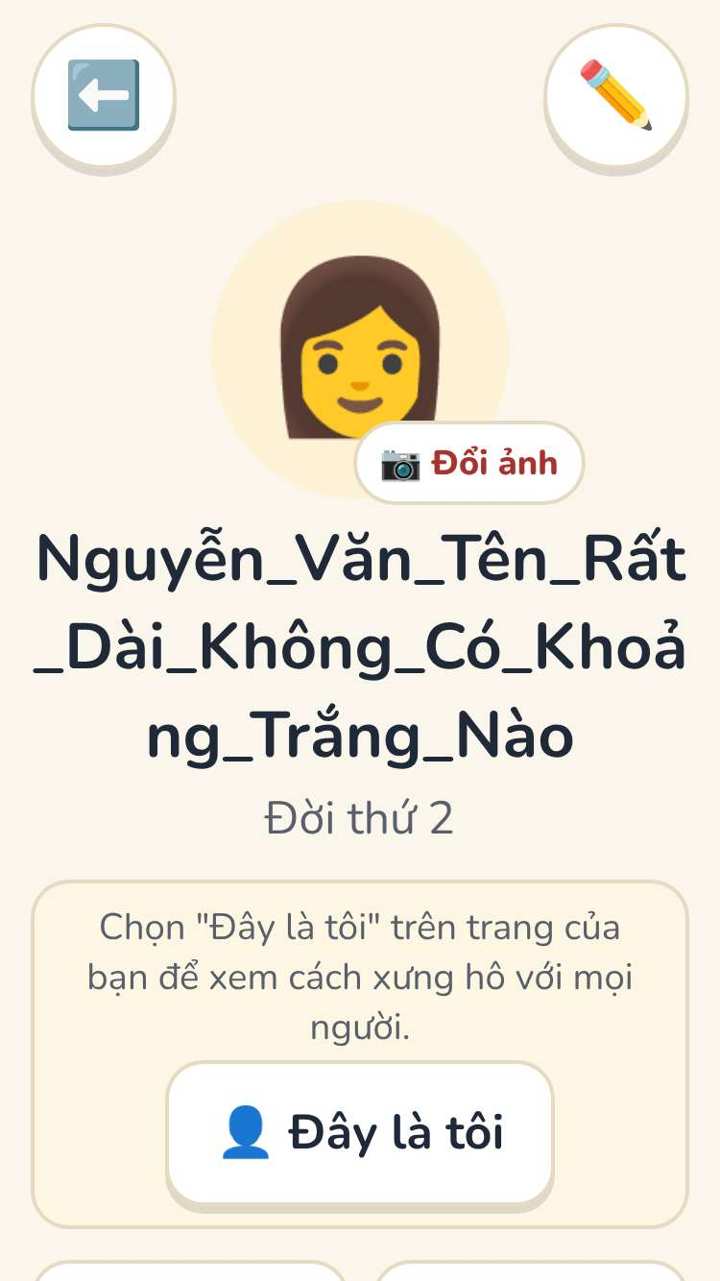 Đổi ảnh
Nguyễn_Văn_Tên_Rất
_Dài_Không_Có_Khoả
ng_Trắng_Nào
Đời thứ 2
Chọn "Đây là tôi" trên trang của
bạn để xem cách xưng hô với mọi
người.
Đây là tôi